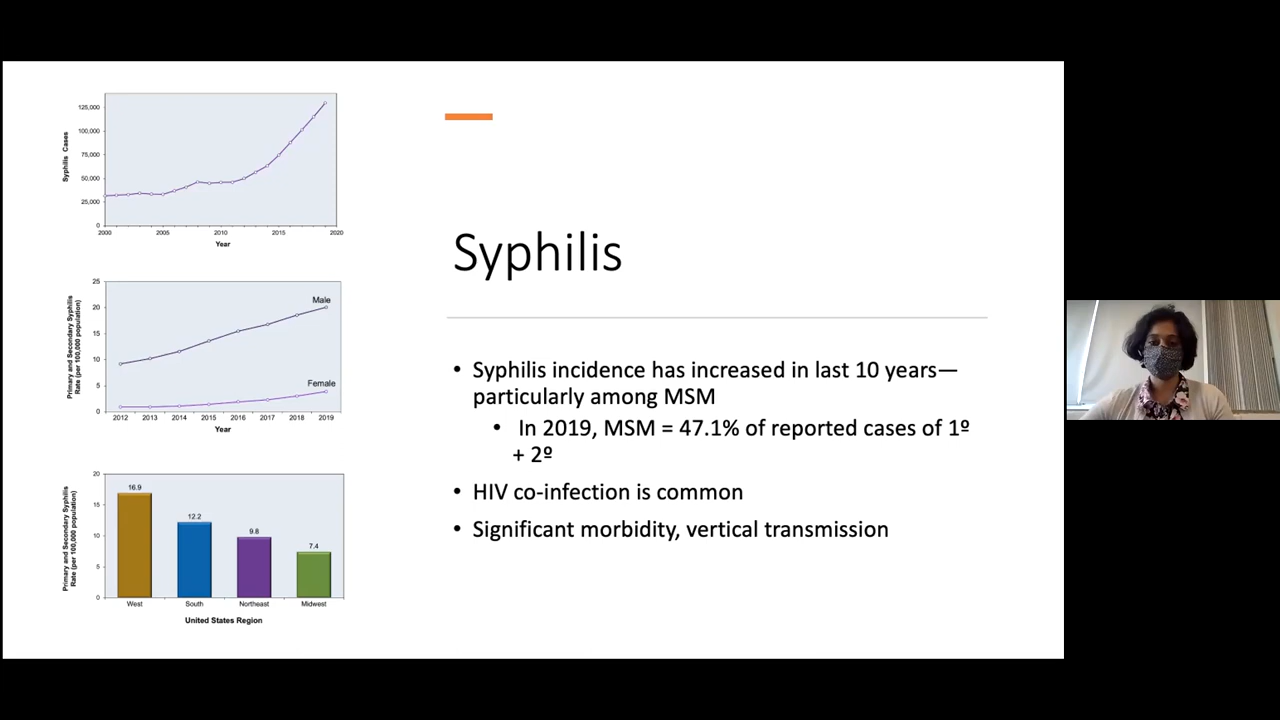 125,000
100,000
75,000
50,000
25,000
0
Syphilis Cases
2000 2005 2010 2015 2020
Year
25
20
15
10
5
0
Primary and Secondary Syphilis
Rate (per 100,000 population)
Male
Female
2012 2013 2014 2015 2016 2017 2018 2019
Year
20
15
10
5
0
Primary and Secondary Syphilis
Rate (per 100,000 population)
16.9
12.2
9.8
7.4
West South Northeast Midwest
United States Region
Syphilis
• Syphilis incidence has increased in last 10 years—
particularly among MSM
• In 2019, MSM = 47.1% of reported cases of 1º
+ 2º
• HIV co-infection is common
• Significant morbidity, vertical transmission